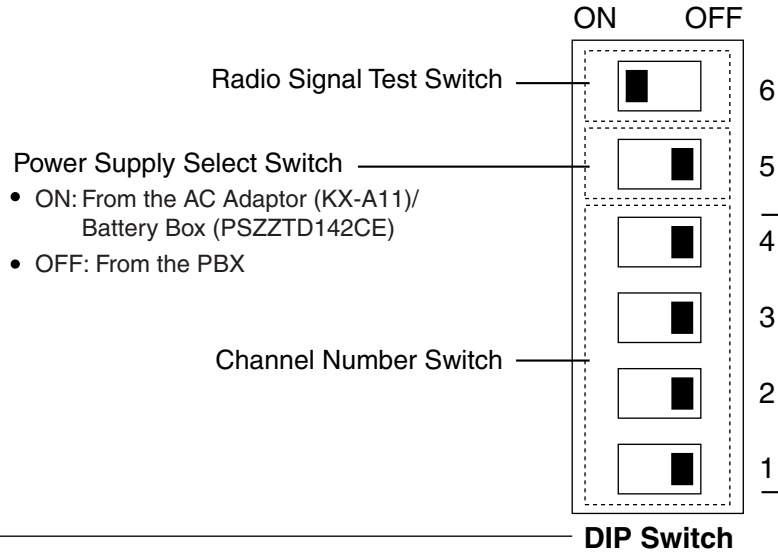 ON OFF
Radio Signal Test Switch
6
Power Supply Select Switch
5
• ON: From the AC Adaptor (KX-A11)/
Battery Box (PSZZTD142CE)
4
• OFF: From the PBX
3
Channel Number Switch
2
1
DIP Switch